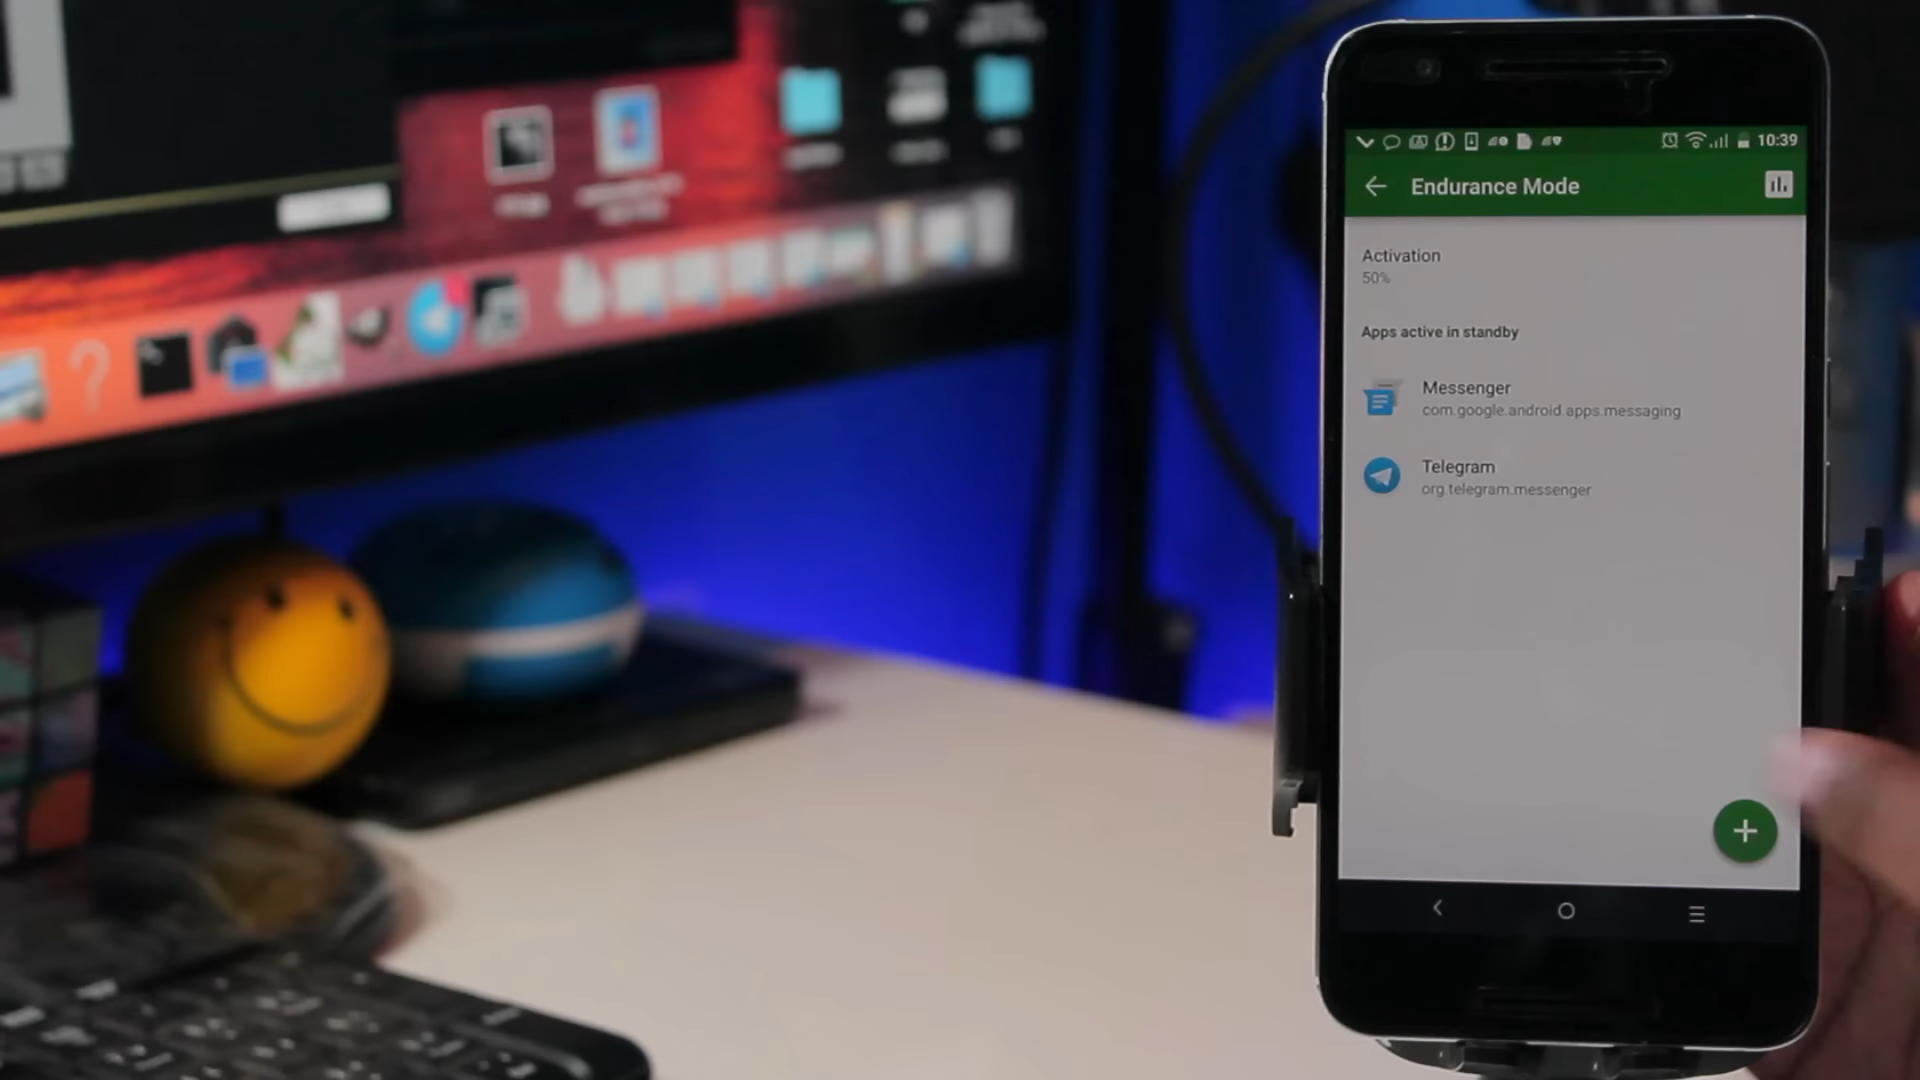 10:39
Endurance Mode
Activation
50%
Apps active in standby
Messenger
com.google.android.apps.messaging
Telegram
org.telegram.messenger